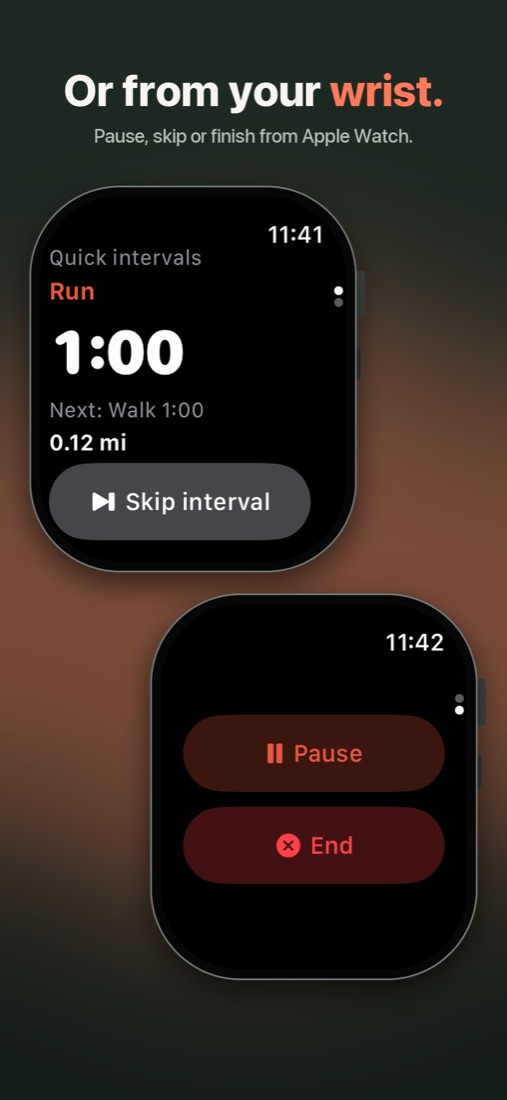 Or from your wrist.
Pause, skip or finish from Apple Watch.
11:41
Quick intervals
Run
1:00
Next: Walk 1:00
0.12 mi
Skip interval
11:42
Pause
End